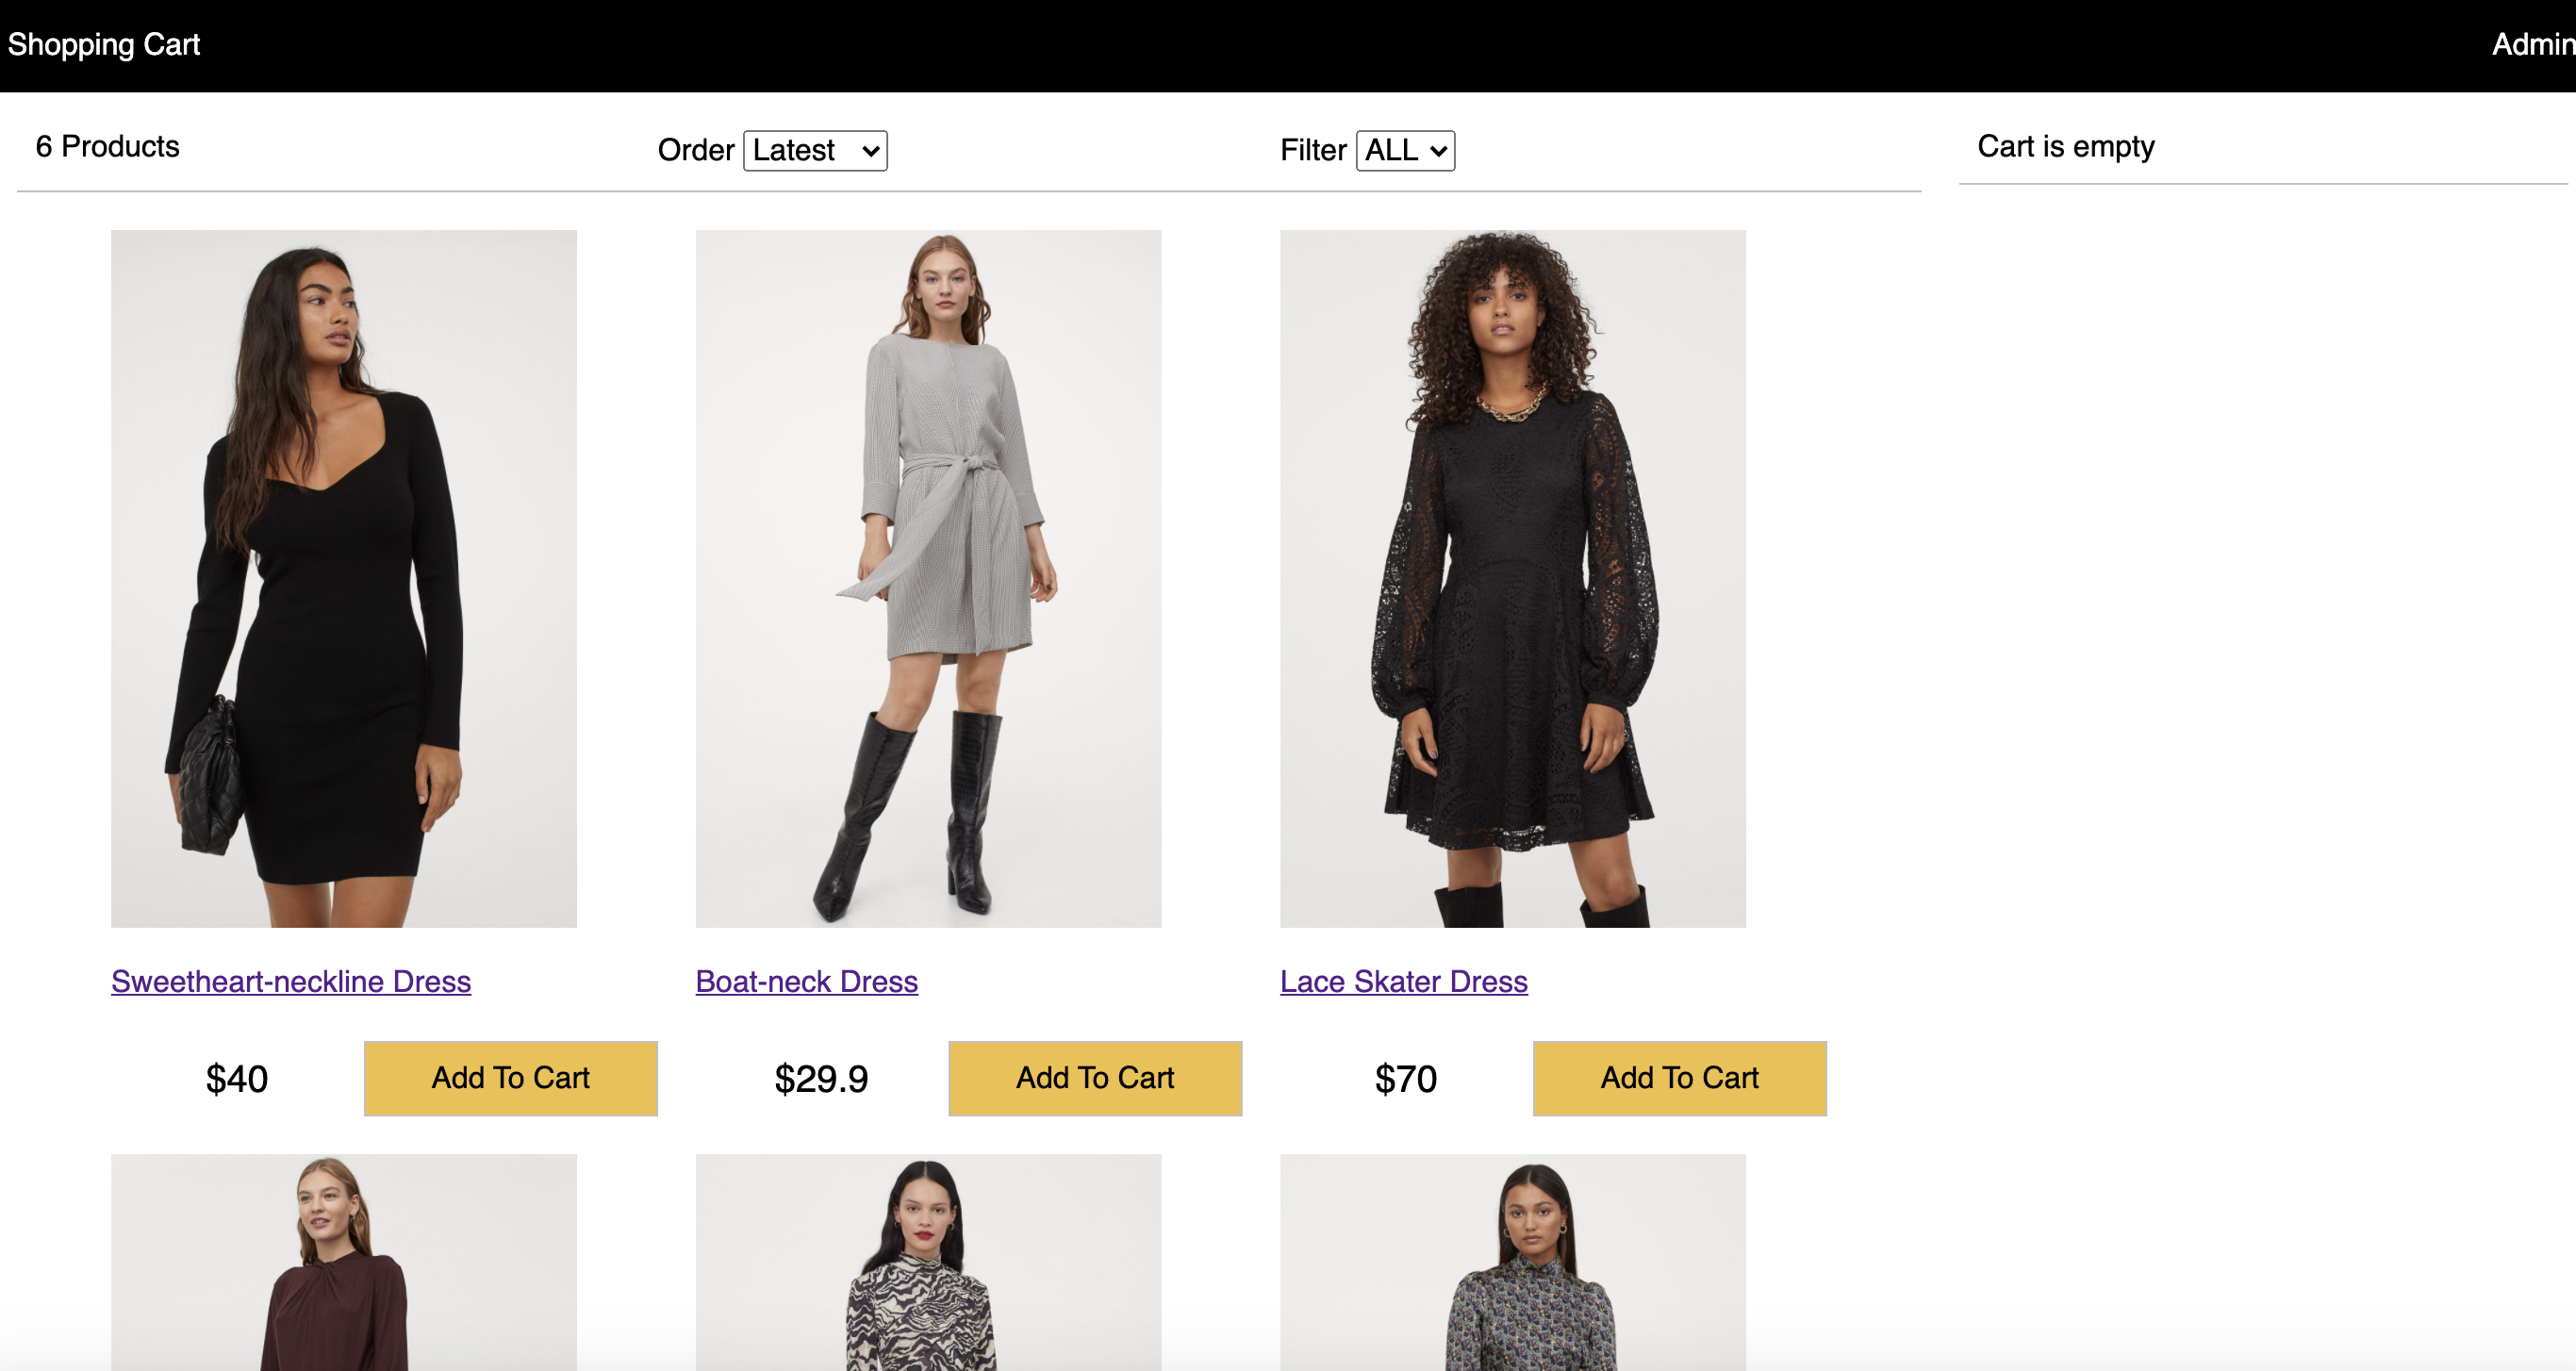 Shopping Cart
Admin
6 Products
Order Latest
Filter ALL
Cart is empty
Sweetheart-neckline Dress
Boat-neck Dress
Lace Skater Dress
$40
Add To Cart
$29.9
Add To Cart
$70
Add To Cart